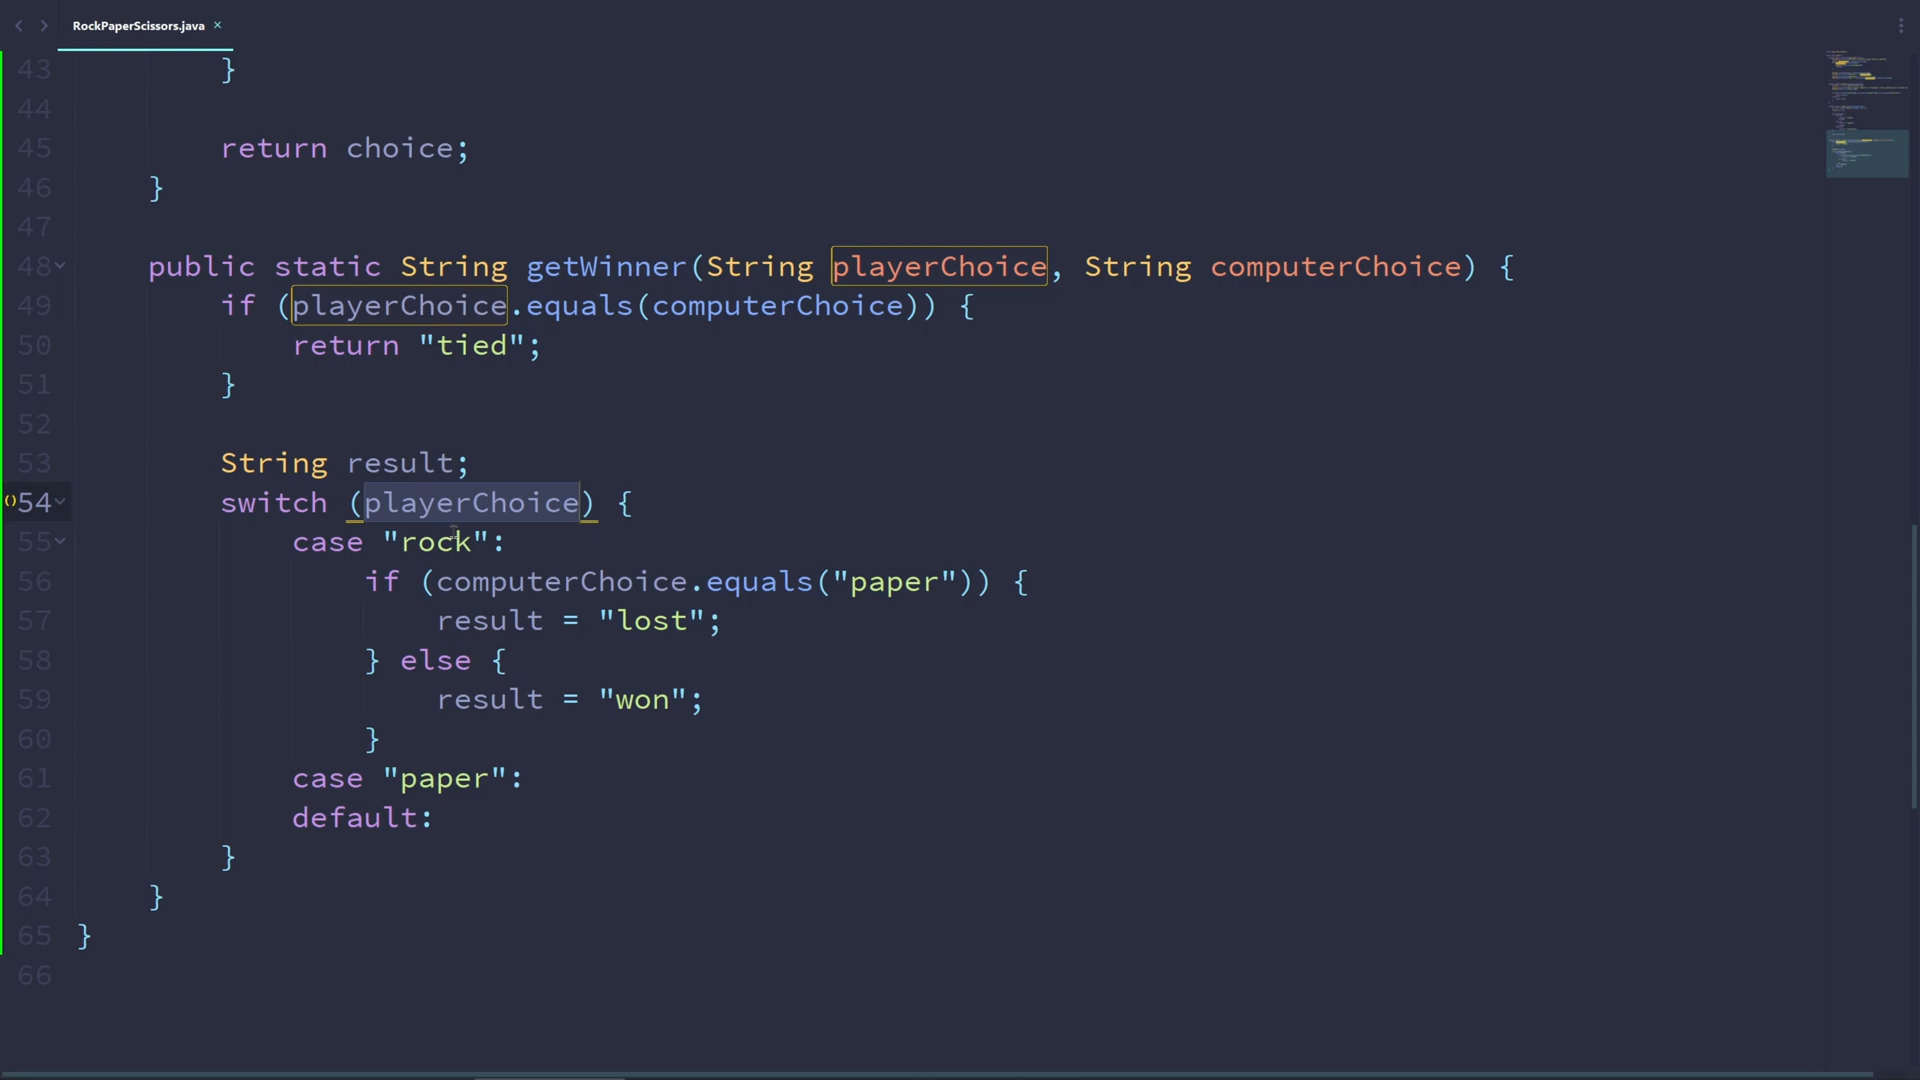 RockPaperScissors.java ×
43 }
44
45 return choice;
46 }
47
48 public static String getWinner(String playerChoice, String computerChoice) {
49 if (playerChoice.equals(computerChoice)) {
50 return "tied";
51 }
52
53 String result;
54 switch (playerChoice) {
55 case "rock":
56 if (computerChoice.equals("paper")) {
57 result = "lost";
58 } else {
59 result = "won";
60 }
61 case "paper":
62 default:
63 }
64 }
65 }
66